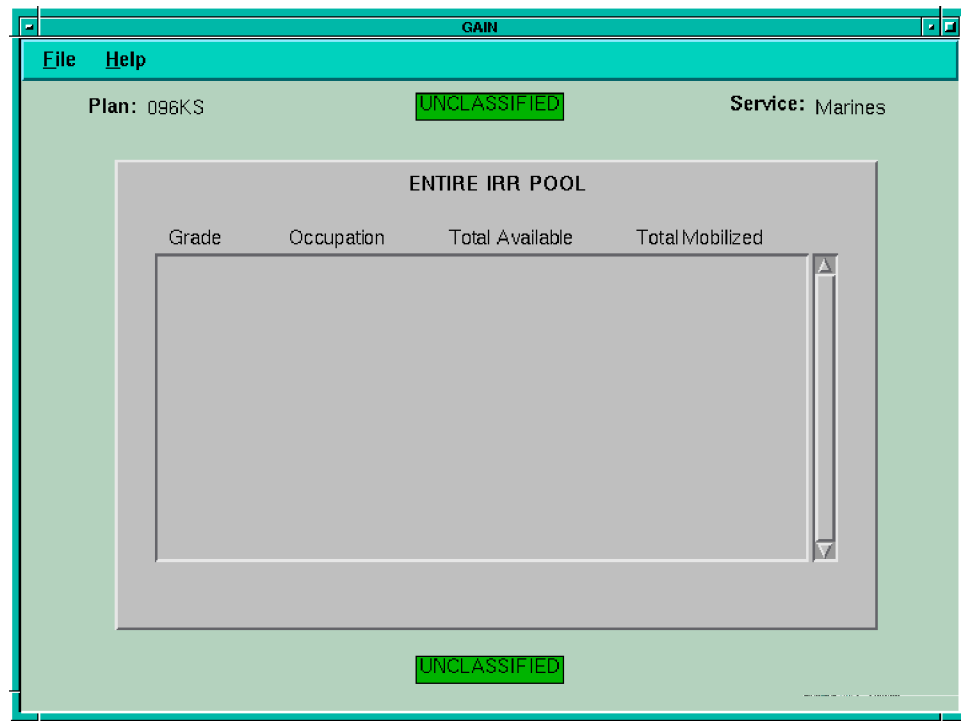 GAIN
File Help
Plan: 096KS UNCLASSIFIED Service: Marines
ENTIRE IRR POOL
Grade Occupation Total Available Total Mobilized
UNCLASSIFIED